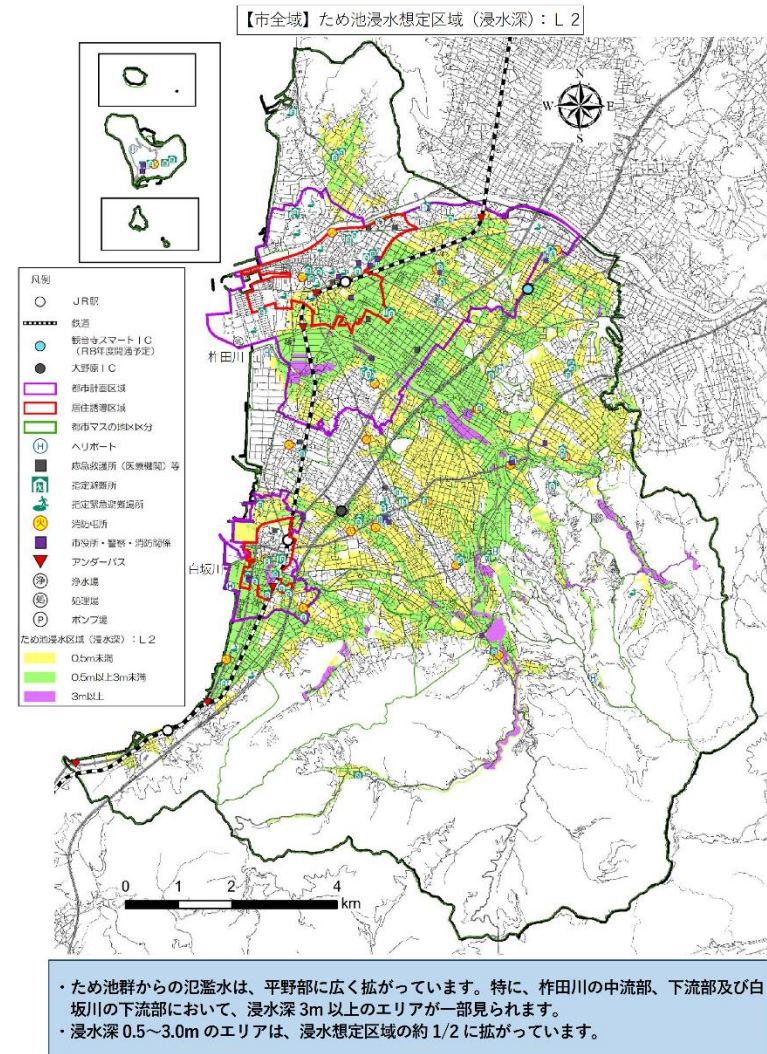 【市全域】ため池浸水想定区域（浸水深）：L２
N
W
E
S
凡例
JR駅
鉄道
観音寺スマートIC
（R8年度開通予定）
大野原IC
都市計画区域
居住誘導区域
都市マスの地区区分
H ヘリポート
応急救護所（医療機関）等
指定避難所
指定緊急避難場所
火 消防屯所
市役所・警察・消防関係
アンダーパス
浄 浄水場
処 処理場
P ポンプ場
ため池浸水区域（浸水深）：L２
0.5m未満
0.5m以上3m未満
3m以上
柞田川
白坂川
0 1 2 4
km
・ため池群からの氾濫水は、平野部に広く拡がっています。特に、柞田川の中流部、下流部及び白
坂川の下流部において、浸水深 3m 以上のエリアが一部見られます。
・浸水深 0.5～3.0m のエリアは、浸水想定区域の約 1/2 に拡がっています。